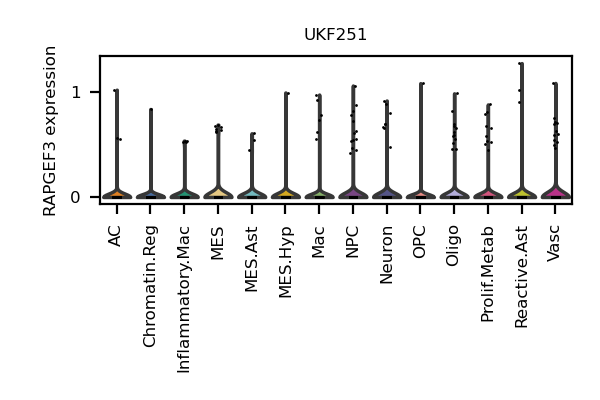 UKF251
RAPGEF3 expression
1
0
AC
Chromatin.Reg
Inflammatory.Mac
MES
MES.Ast
MES.Hyp
Mac
NPC
Neuron
OPC
Oligo
Prolif.Metab
Reactive.Ast
Vasc